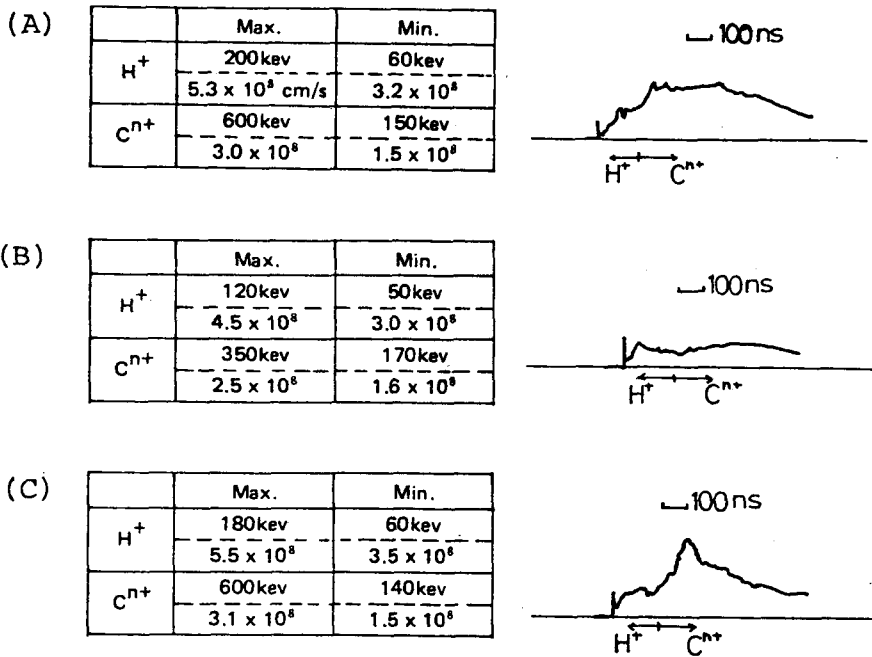 (A)
Max. Min.
H⁺ 200kev 60kev
5.3 x 10⁸ cm/s 3.2 x 10⁸
Cⁿ⁺ 600kev 150kev
3.0 x 10⁸ 1.5 x 10⁸
100ns
H⁺ Cⁿ⁺
(B)
Max. Min.
H⁺ 120kev 50kev
4.5 x 10⁸ 3.0 x 10⁸
Cⁿ⁺ 350kev 170kev
2.5 x 10⁸ 1.6 x 10⁸
100ns
H⁺ Cⁿ⁺
(C)
Max. Min.
H⁺ 180kev 60kev
5.5 x 10⁸ 3.5 x 10⁸
Cⁿ⁺ 600kev 140kev
3.1 x 10⁸ 1.5 x 10⁸
100ns
H⁺ Cⁿ⁺